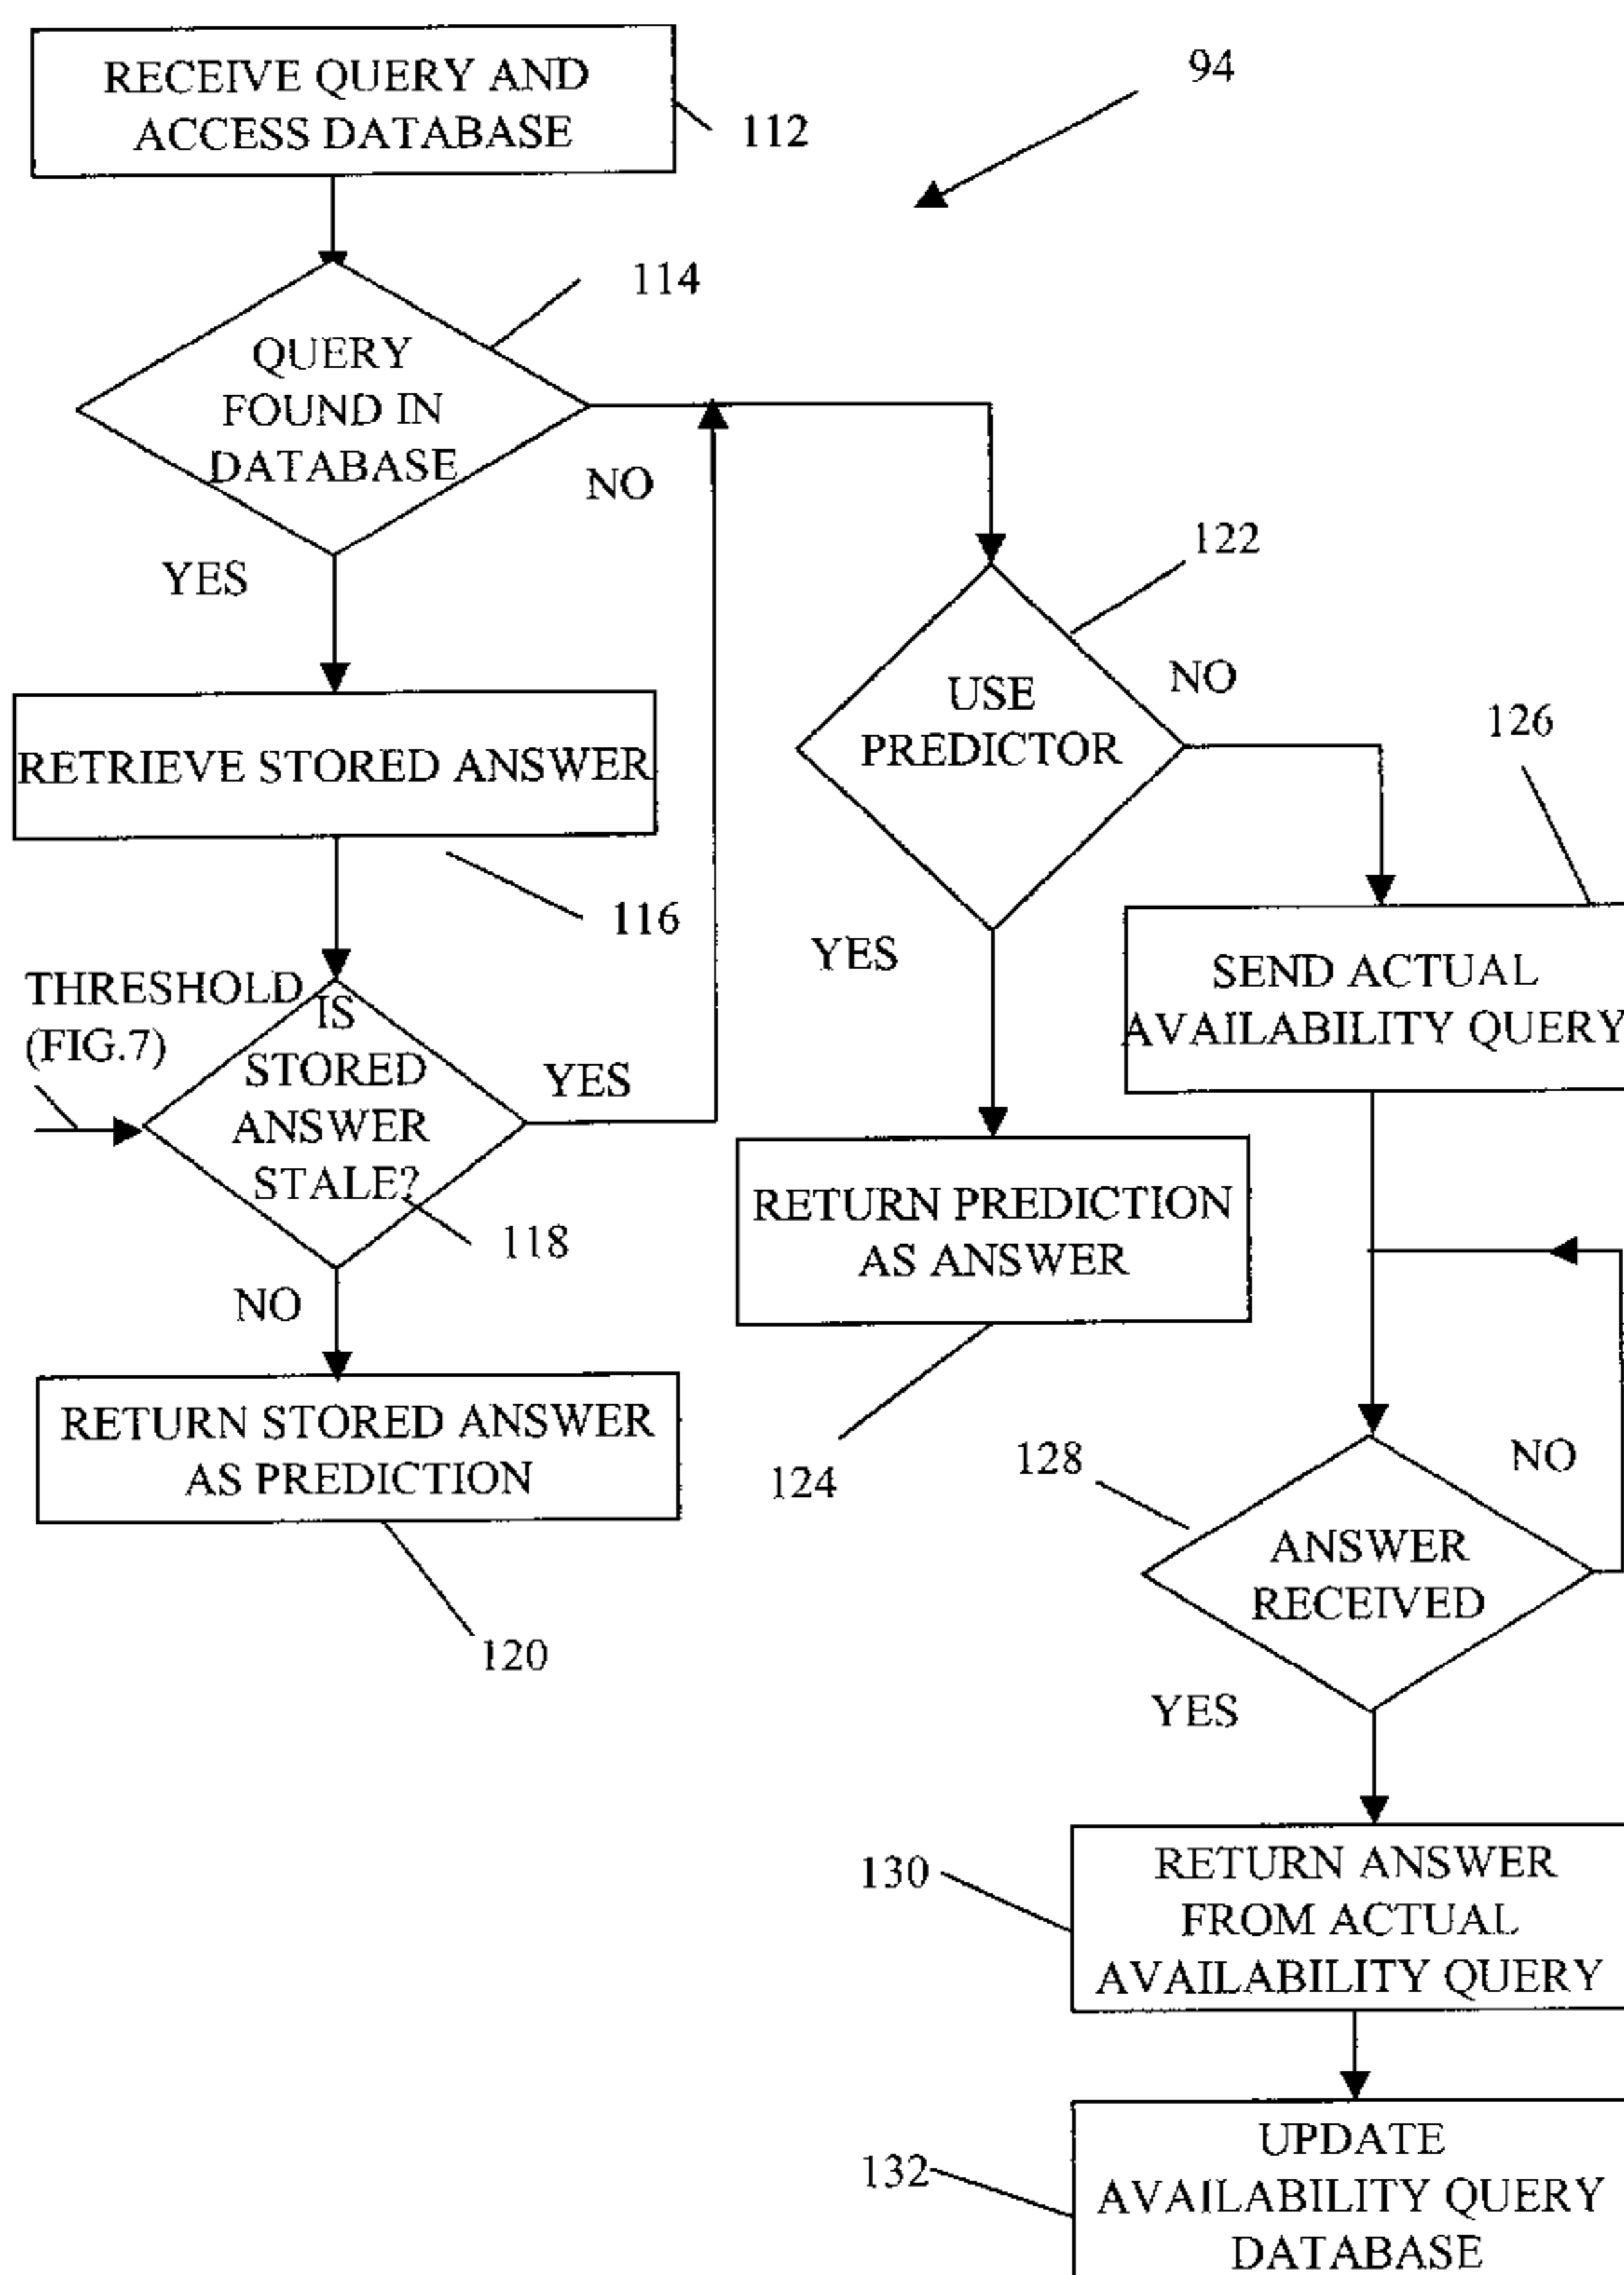 RECEIVE QUERY AND
ACCESS DATABASE
112
94
114
QUERY
FOUND IN
DATABASE
NO
YES
122
USE
PREDICTOR
NO
126
RETRIEVE STORED ANSWER
116
YES
SEND ACTUAL
AVAILABILITY QUERY
THRESHOLD
(FIG.7)
IS
STORED
ANSWER
STALE?
YES
118
NO
RETURN PREDICTION
AS ANSWER
124
RETURN STORED ANSWER
AS PREDICTION
120
128
NO
ANSWER
RECEIVED
YES
130
RETURN ANSWER
FROM ACTUAL
AVAILABILITY QUERY
132
UPDATE
AVAILABILITY QUERY
DATABASE